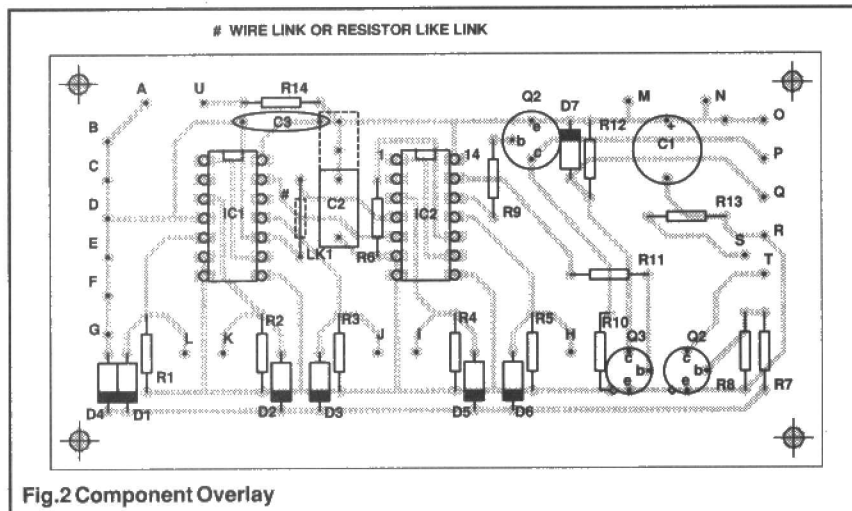 # WIRE LINK OR RESISTOR LIKE LINK
A U R14 Q2 D7 M N
C3 e R12 + O
B b C1
C 1 14 c P
# Q
D IC1 C2 IC2 R9 R13
E LK1 R6 S R
R11 T
F
G R2 R3 R4 R5 R10 Q3 Q2
L K J I H c c
R1 b b R8 R7
e e
D4 D1 D2 D3 D5 D6
Fig.2 Component Overlay